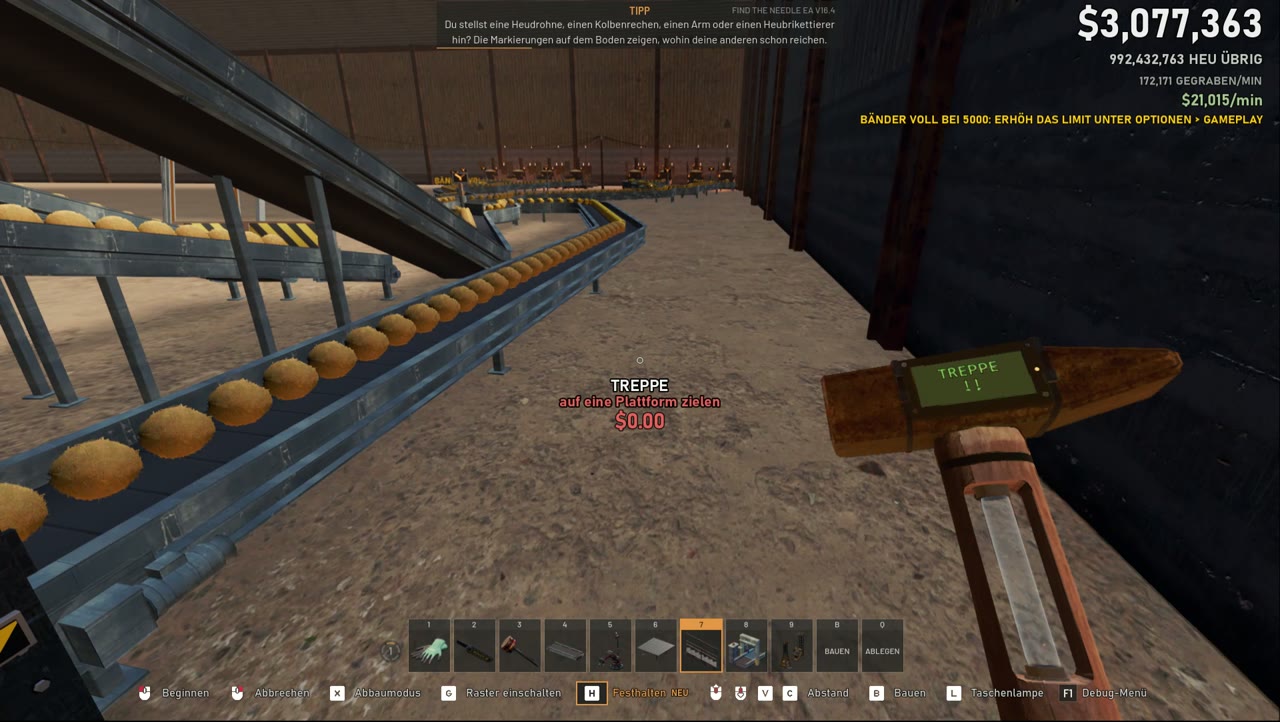 TIPP
FIND THE NEEDLE EA V16.4
Du stellst eine Heudrohne, einen Kolbenrechen, einen Arm oder einen Heubrikettierer
hin? Die Markierungen auf dem Boden zeigen, wohin deine anderen schon reichen.
$3,077,363
992,432,763 HEU ÜBRIG
172,171 GEGRABEN/MIN
$21,015/min
BÄNDER VOLL BEI 5000: ERHÖH DAS LIMIT UNTER OPTIONEN > GAMEPLAY
TREPPE
!!
TREPPE
auf eine Plattform zielen
$0.00
1 2 3 4 5 6 7 8 9 B Q
1
BAUEN ABLEGEN
Beginnen Abbrechen X Abbaumodus G Raster einschalten H Festhalten NEU V C Abstand B Bauen L Taschenlampe F1 Debug-Menü